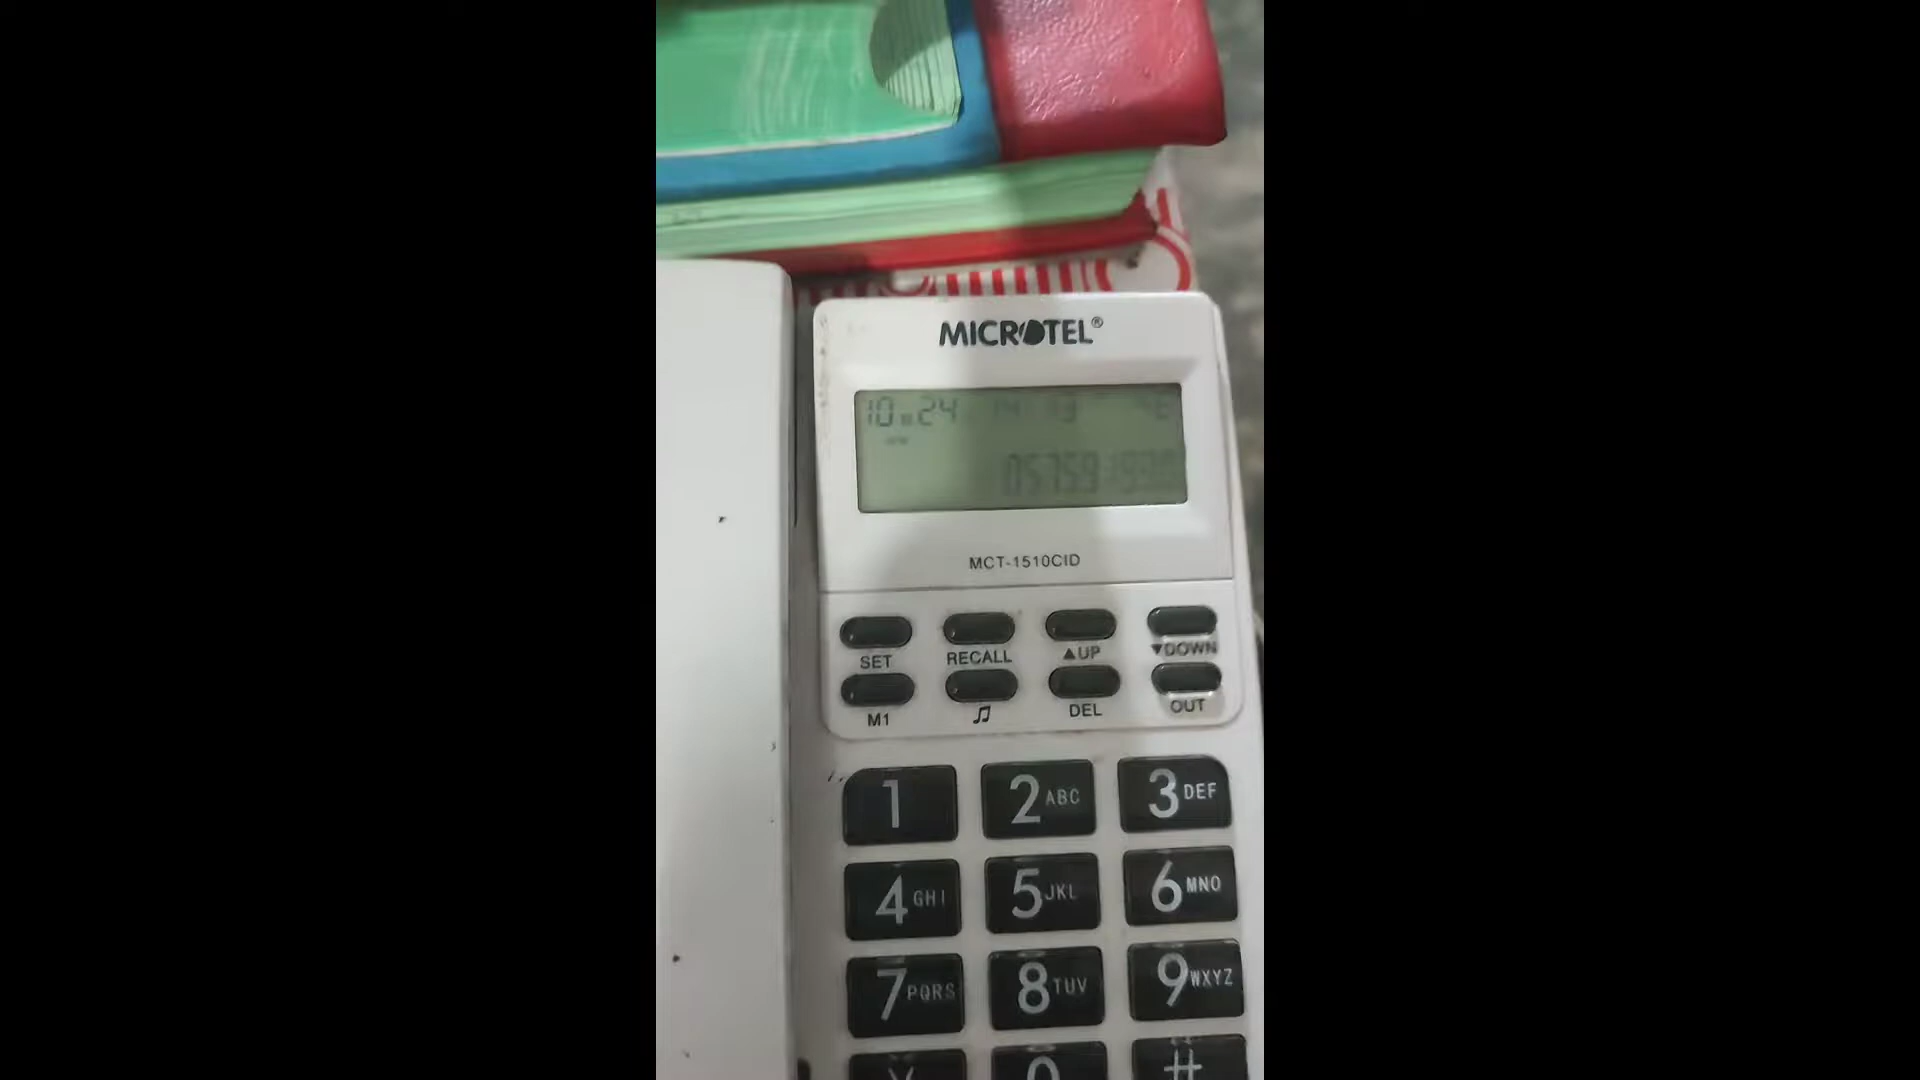 MICROTEL®
10 24
MCT-1510CID
SET RECALL ▲UP ▼DOWN
M1 ♫ DEL OUT
1 2 ABC 3 DEF
4 GHI 5 JKL 6 MNO
7 PQRS 8 TUV 9 WXYZ
0 #